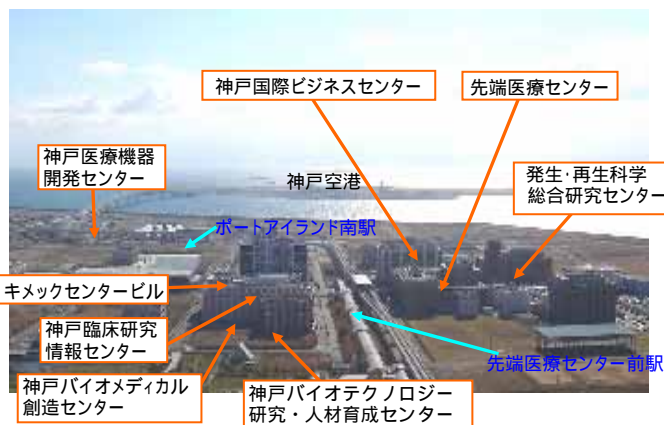 神戸国際ビジネスセンター
先端医療センター
神戸医療機器
開発センター
発生・再生科学
総合研究センター
神戸空港
ポートアイランド南駅
キメックセンタービル
神戸臨床研究
情報センター
先端医療センター前駅
神戸バイオメディカル
創造センター
神戸バイオテクノロジー
研究・人材育成センター